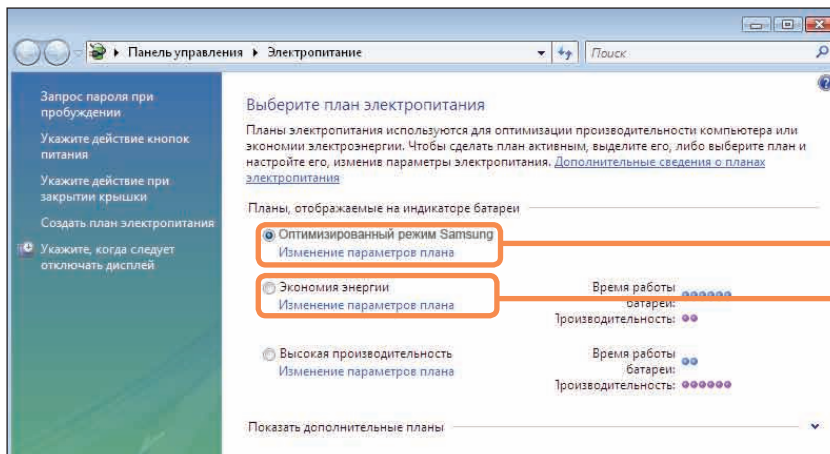 Панель управления Электропитание
Поиск
Запрос пароля при
пробуждении
Укажите действие кнопок
питания
Укажите действие при
закрытии крышки
Создать план электропитания
Укажите, когда следует
отключать дисплей
Выберите план электропитания
Планы электропитания используются для оптимизации производительности компьютера или
экономии электроэнергии. Чтобы сделать план активным, выделите его, либо выберите план и
настройте его, изменив параметры электропитания. Дополнительные сведения о планах
электропитания
Планы, отображаемые на индикаторе батареи
Оптимизированный режим Samsung
Изменение параметров плана
Экономия энергии
Изменение параметров плана
Время работы
батареи:
Производительность:
Высокая производительность
Изменение параметров плана
Время работы
батареи:
Производительность:
Показать дополнительные планы